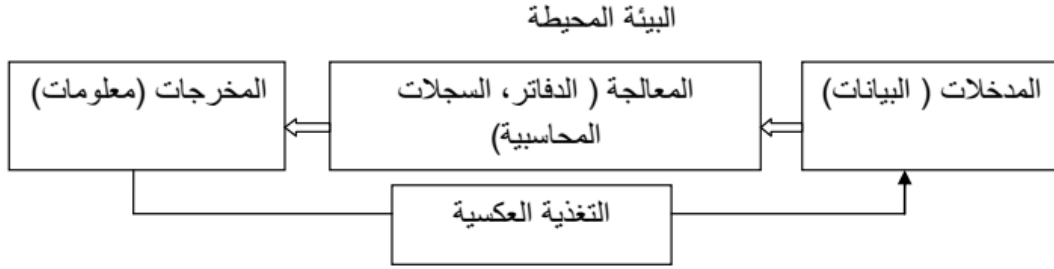 البيئة المحيطة
المدخلات ( البيانات)
المعالجة ( الدفاتر، السجلات
المحاسبية)
المخرجات (معلومات)
التغذية العكسية